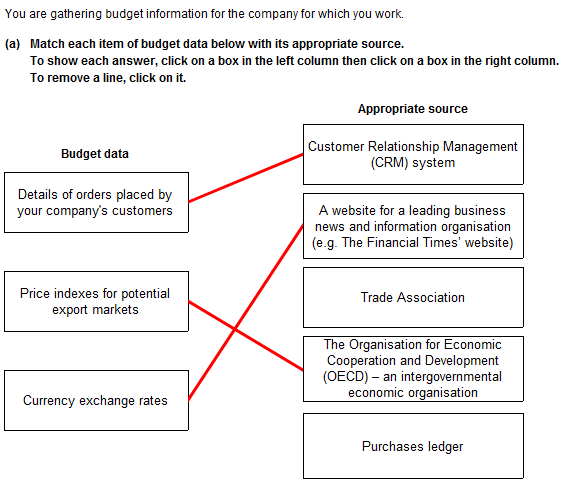 You are gathering budget information for the company for which you work.
(a) Match each item of budget data below with its appropriate source.
To show each answer, click on a box in the left column then click on a box in the right column.
To remove a line, click on it.
Appropriate source
Budget data
Customer Relationship Management
(CRM) system
Details of orders placed by
your company's customers
A website for a leading business
news and information organisation
(e.g. The Financial Times' website)
Price indexes for potential
export markets
Trade Association
The Organisation for Economic
Cooperation and Development
(OECD) – an intergovernmental
economic organisation
Currency exchange rates
Purchases ledger